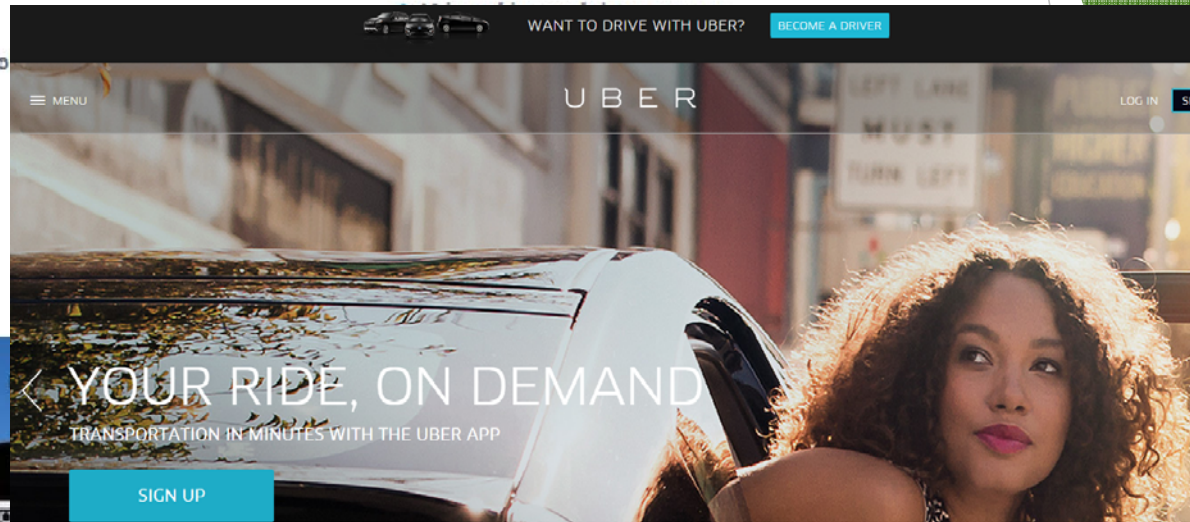 WANT TO DRIVE WITH UBER?
BECOME A DRIVER
MENU
UBER
LOG IN
LEFT LANE
MUST
TURN LEFT
YOUR RIDE, ON DEMAND
TRANSPORTATION IN MINUTES WITH THE UBER APP
SIGN UP